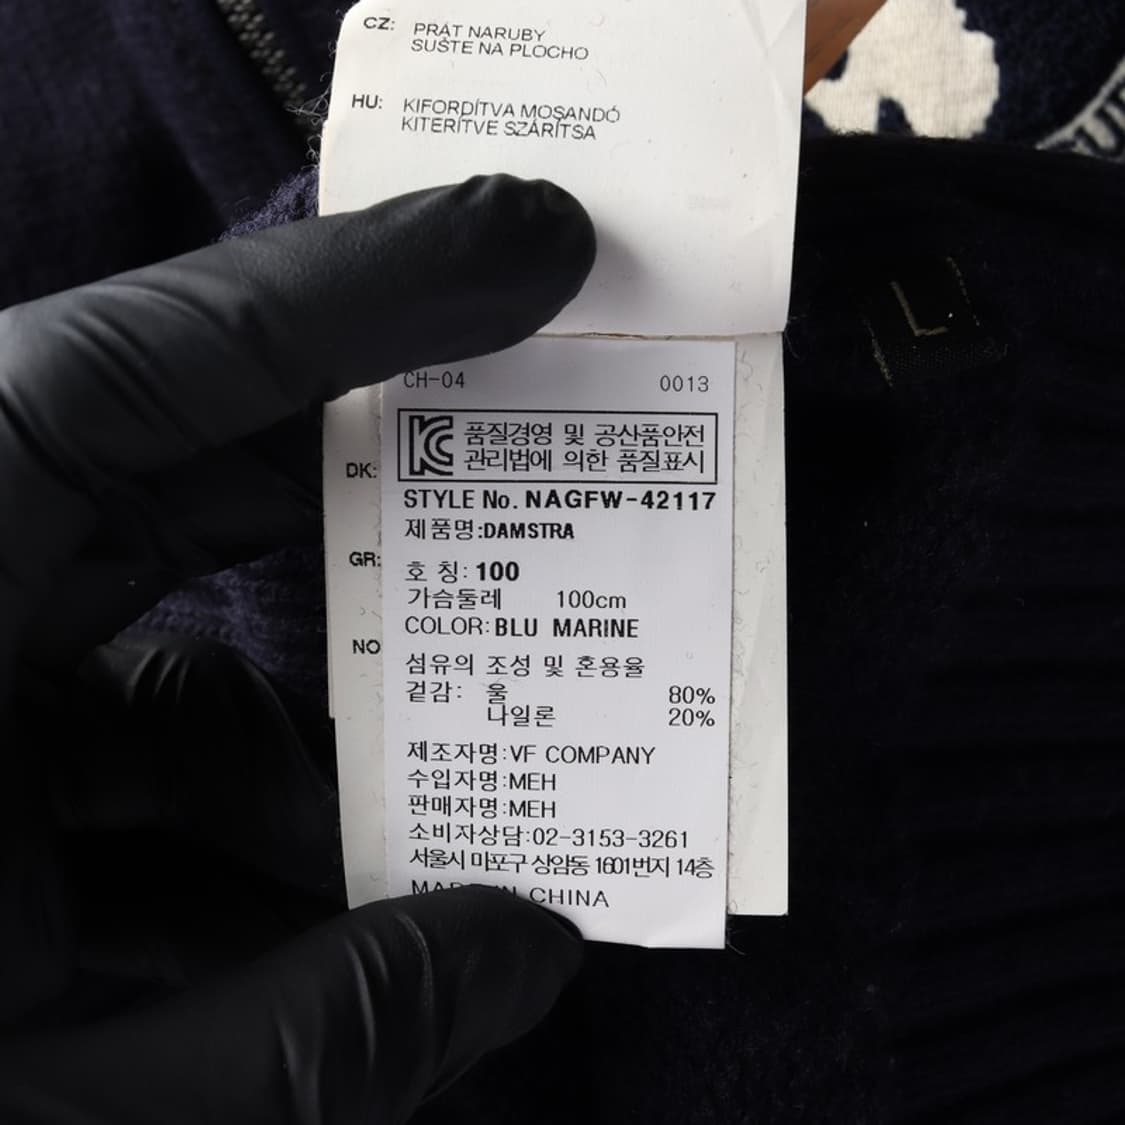 CZ: PRÁT NARUBY
SUŠTE NA PLOCHO
HU: KIFORDÍTVA MOSANDÓ
KITERÍTVE SZÁRÍTSA
L
CH-04 0013
KC 품질경영 및 공산품안전
관리법에 의한 품질표시
DK:
STYLE No. NAGFW-42117
제품명:DAMSTRA
GR:
호 칭: 100
가슴둘레 100cm
COLOR: BLU MARINE
NO
섬유의 조성 및 혼용율
겉감: 울 80%
나일론 20%
제조자명:VF COMPANY
수입자명:MEH
판매자명:MEH
소비자상담:02-3153-3261
서울시 마포구 상암동 1601번지 14층
MADE IN CHINA